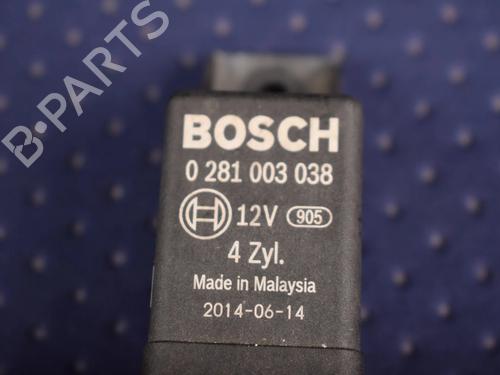 B-PARTS
BOSCH
0 281 003 038
12V 905
4 Zyl.
Made in Malaysia
2014-06-14